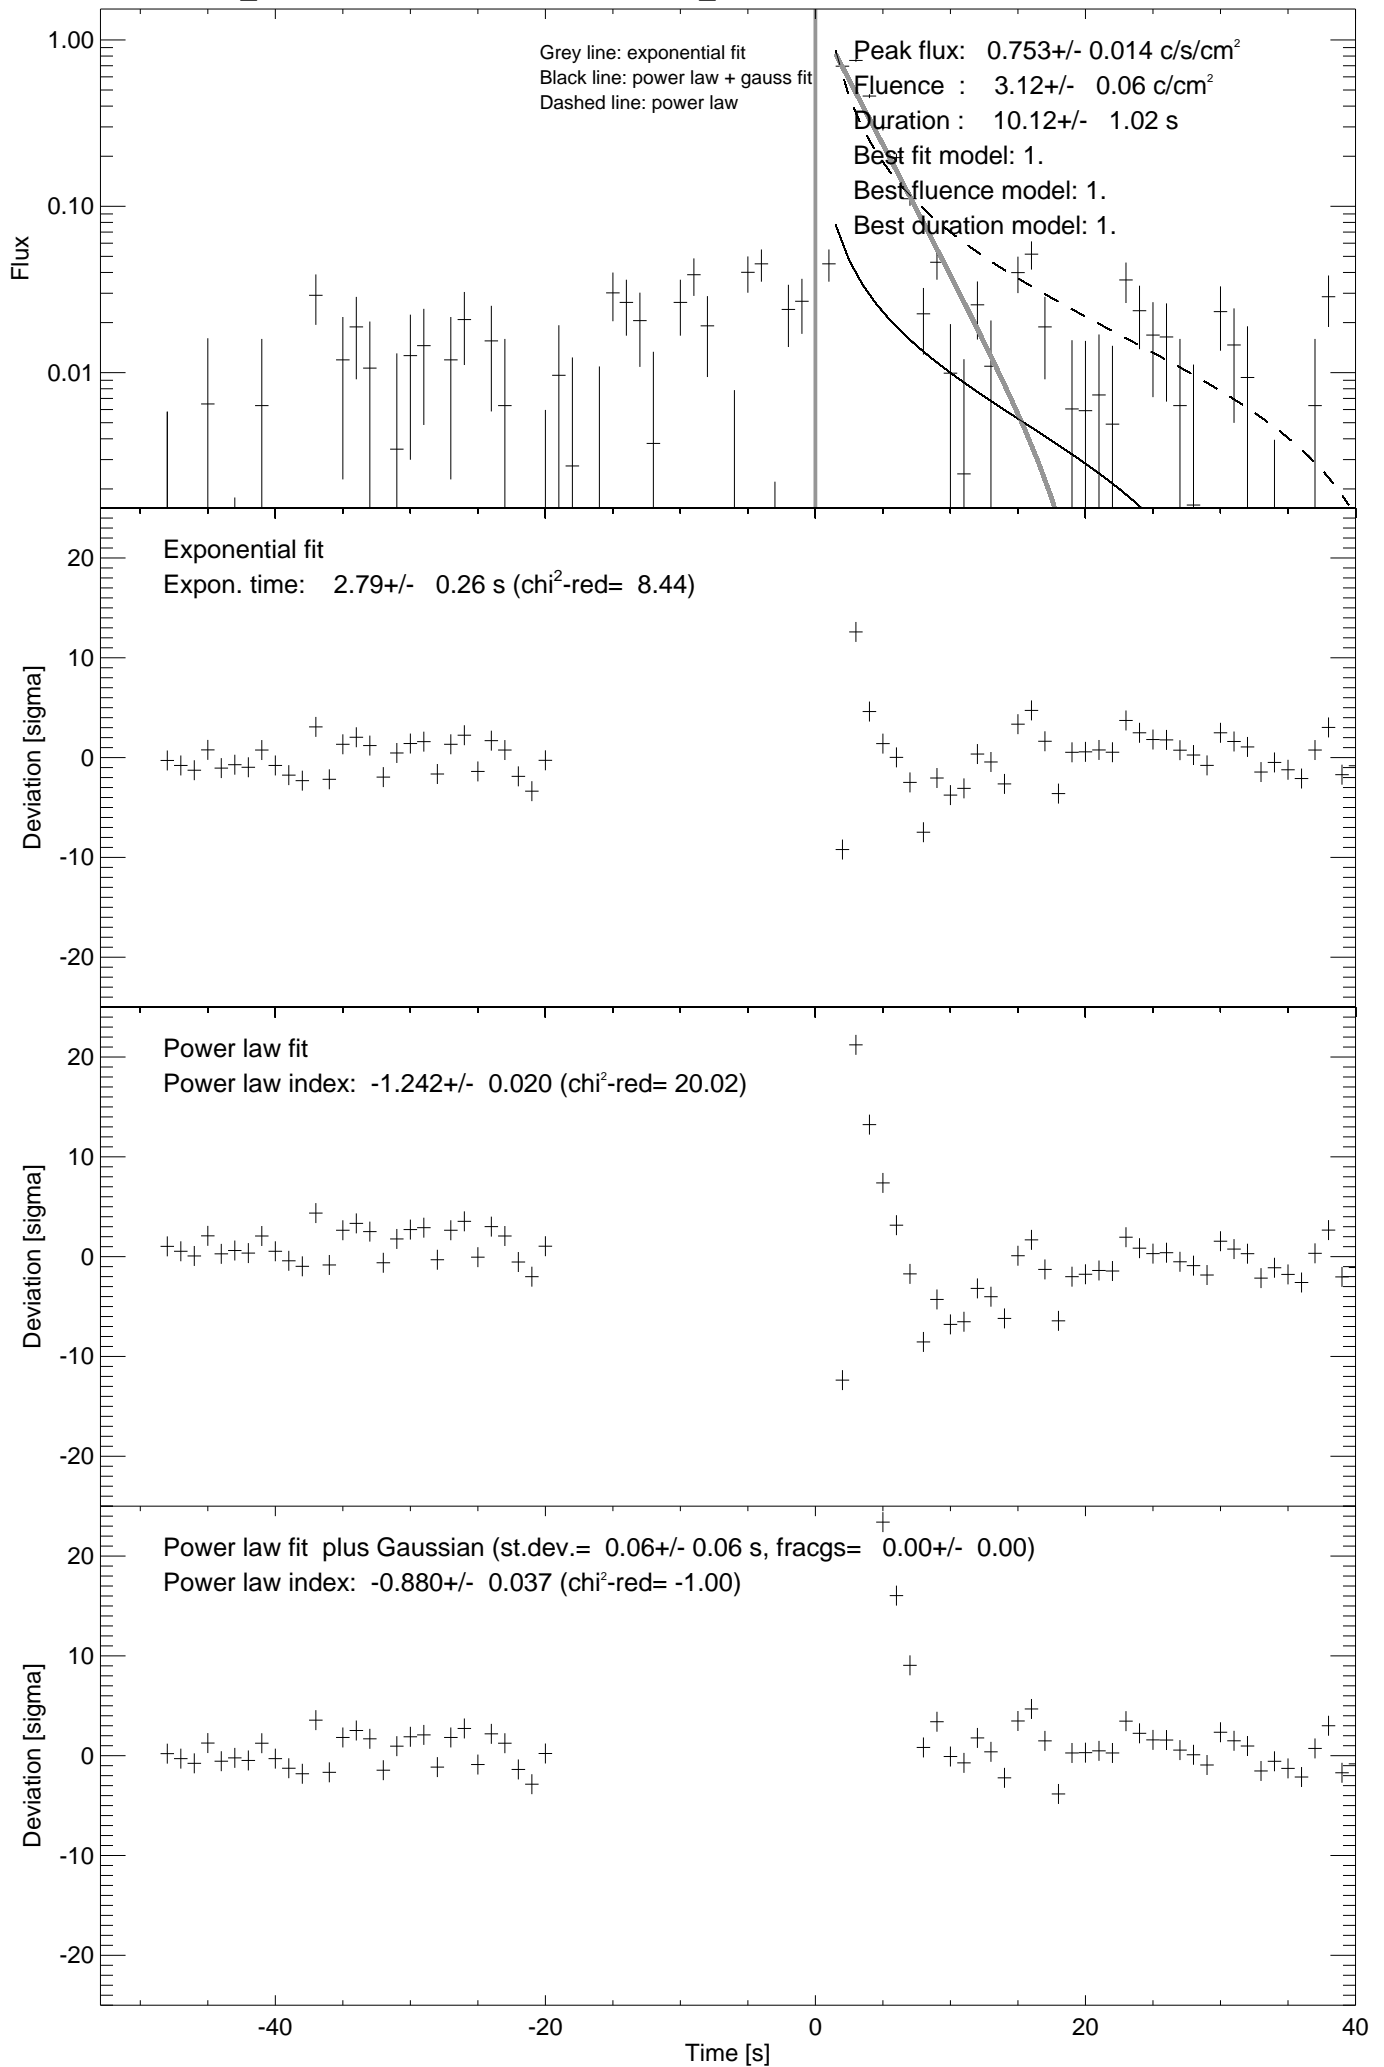 1.00
0.10
0.01
Flux
Grey line: exponential fit
Black line: power law + gauss fit
Dashed line: power law
Peak flux: 0.753+/- 0.014 c/s/cm²
Fluence : 3.12+/- 0.06 c/cm²
Duration : 10.12+/- 1.02 s
Best fit model: 1.
Best fluence model: 1.
Best duration model: 1.
20
10
0
-10
-20
Deviation [sigma]
Exponential fit
Expon. time: 2.79+/- 0.26 s (chi²-red= 8.44)
20
10
0
-10
-20
Deviation [sigma]
Power law fit
Power law index: -1.242+/- 0.020 (chi²-red= 20.02)
20
10
0
-10
-20
Deviation [sigma]
Power law fit plus Gaussian (st.dev.= 0.06+/- 0.06 s, fracgs= 0.00+/- 0.00)
Power law index: -0.880+/- 0.037 (chi²-red= -1.00)
-40 -20 0 20 40
Time [s]